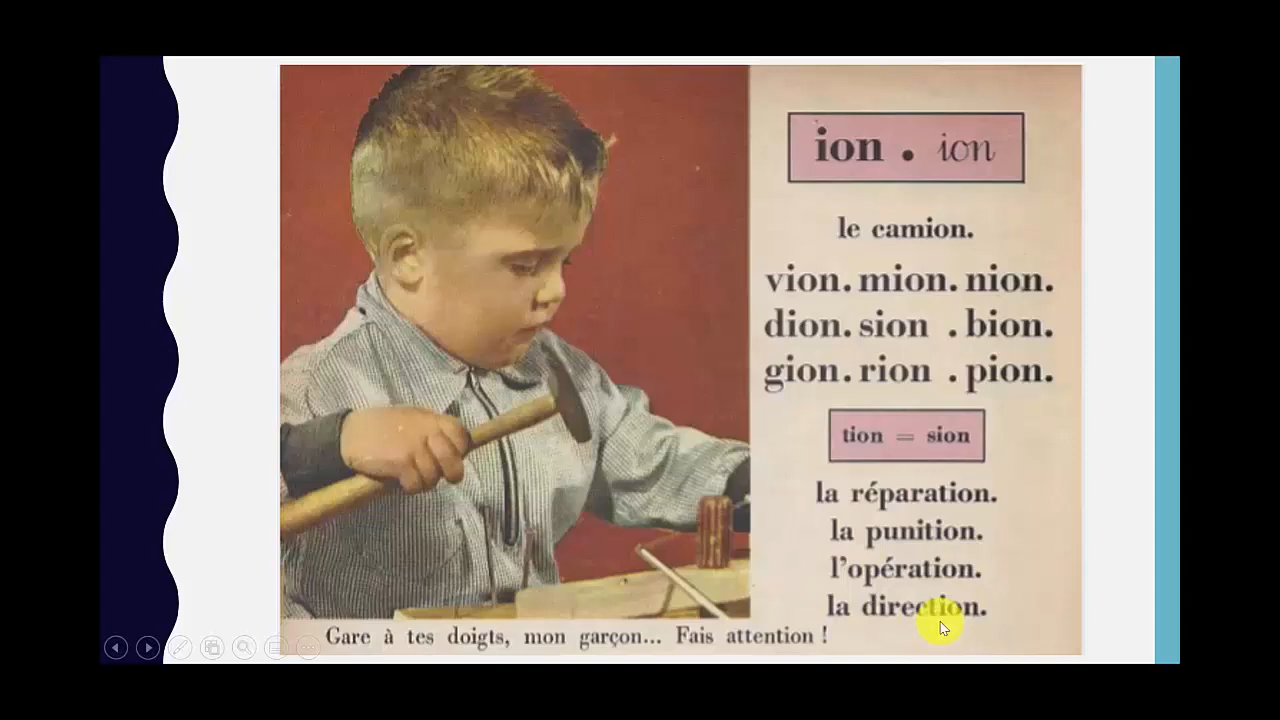 ion . ion
le camion.
vion. mion. nion.
dion. sion . bion.
gion. rion . pion.
tion = sion
la réparation.
la punition.
l'opération.
la direction.
Gare à tes doigts, mon garçon... Fais attention !